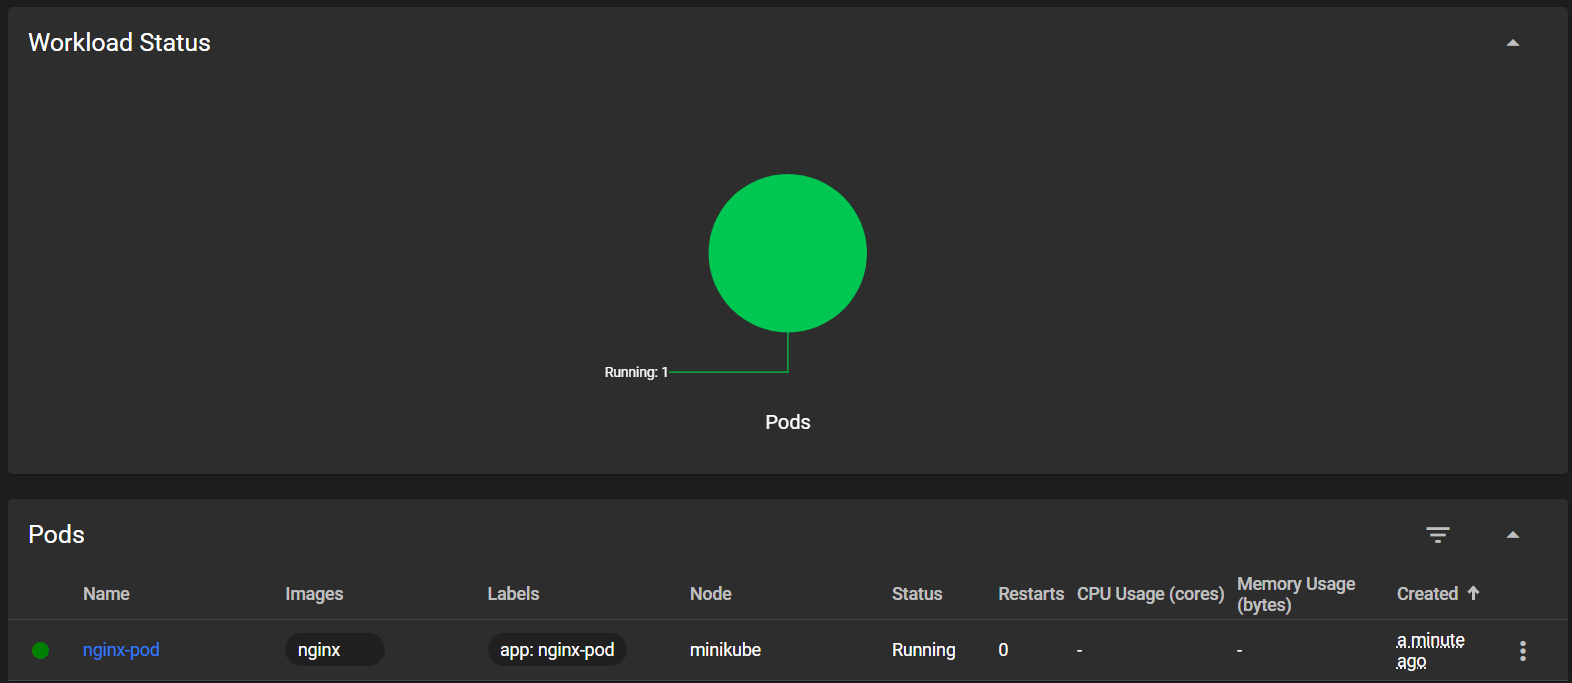 Workload Status
Running: 1
Pods
Pods
Name Images Labels Node Status Restarts CPU Usage (cores) Memory Usage (bytes) Created
nginx-pod nginx app: nginx-pod minikube Running 0 - - a minute ago